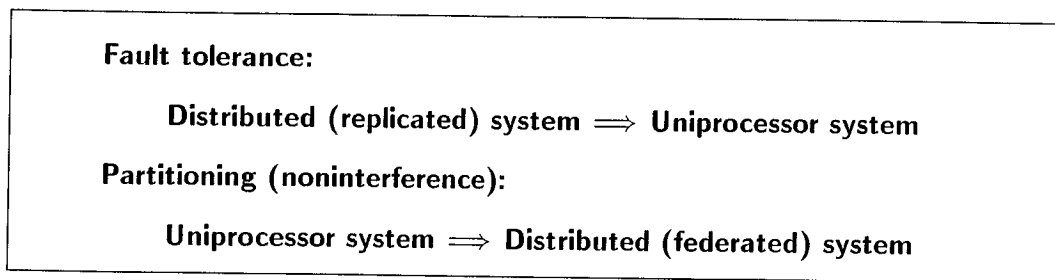 Fault tolerance:
Distributed (replicated) system ⟹ Uniprocessor system
Partitioning (noninterference):
Uniprocessor system ⟹ Distributed (federated) system